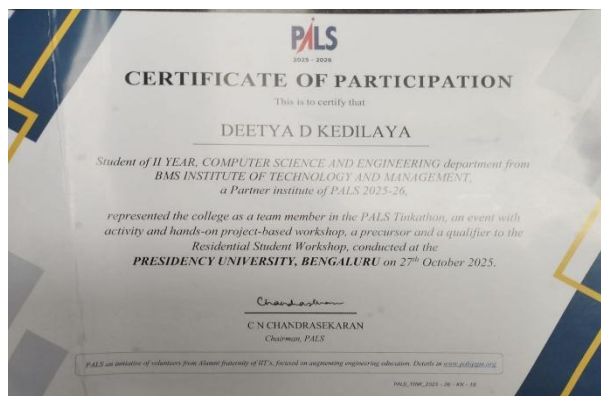 PALS
2025 - 2026
CERTIFICATE OF PARTICIPATION
This is to certify that
DEETYA D KEDILAYA
Student of II YEAR, COMPUTER SCIENCE AND ENGINEERING department from
BMS INSTITUTE OF TECHNOLOGY AND MANAGEMENT,
a Partner institute of PALS 2025-26,
represented the college as a team member in the PALS Tinkathon, an event with
activity and hands-on project-based workshop, a precursor and a qualifier to the
Residential Student Workshop, conducted at the
PRESIDENCY UNIVERSITY, BENGALURU on 27th October 2025.
Chandrasekaran
C N CHANDRASEKARAN
Chairman, PALS
PALS an initiative of volunteers from Alumni fraternity of IIT's, focused on augmenting engineering education. Details in
PALS_TINK_2025 - 26 - KN - 16